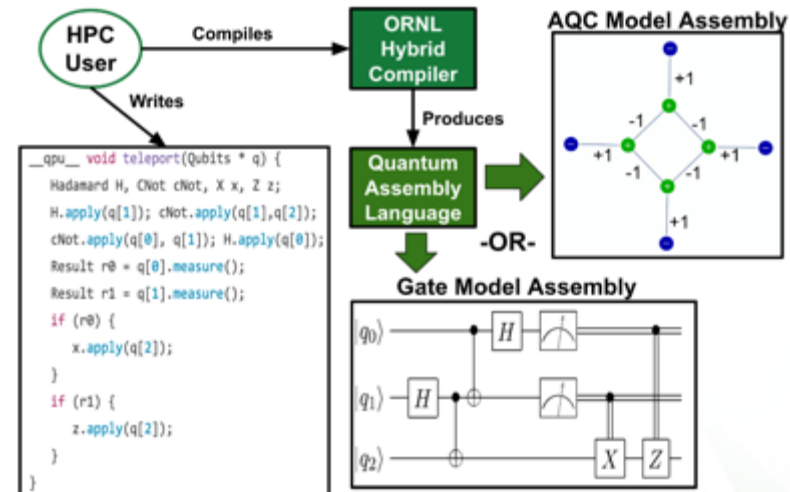 HPC
User
Compiles
ORNL
Hybrid
Compiler
Writes
Produces
Quantum
Assembly
Language
-OR-
AQC Model Assembly
+1
-1
-1
+1
+1
-1
-1
+1
__qpu__ void teleport(Qubits * q) {
Hadamard H, CNot cNot, X x, Z z;
H.apply(q[1]); cNot.apply(q[1],q[2]);
cNot.apply(q[0], q[1]); H.apply(q[0]);
Result r0 = q[0].measure();
Result r1 = q[1].measure();
if (r0) {
x.apply(q[2]);
}
if (r1) {
z.apply(q[2]);
}
}
Gate Model Assembly
|q₀⟩ H
|q₁⟩ H
|q₂⟩ X Z